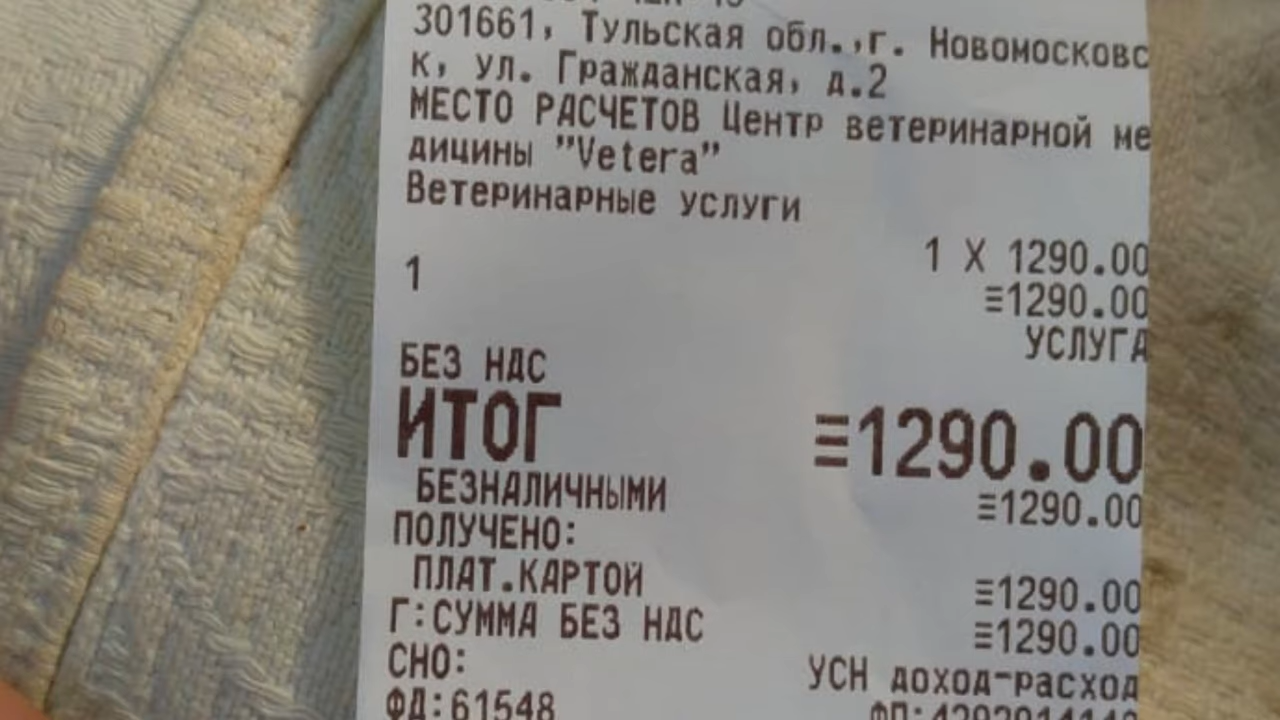 301661, Тульская обл.,г. Новомосковс
к, ул. Гражданская, д.2
МЕСТО РАСЧЕТОВ Центр ветеринарной ме
дицины "Vetera"
Ветеринарные услуги
1 X 1290.00
1 ≡1290.00
УСЛУГА
БЕЗ НДС
ИТОГ ≡1290.00
БЕЗНАЛИЧНЫМИ ≡1290.00
ПОЛУЧЕНО:
ПЛАТ.КАРТОЙ ≡1290.00
Г:СУММА БЕЗ НДС ≡1290.00
СНО: УСН доход-расход
ФД:61548